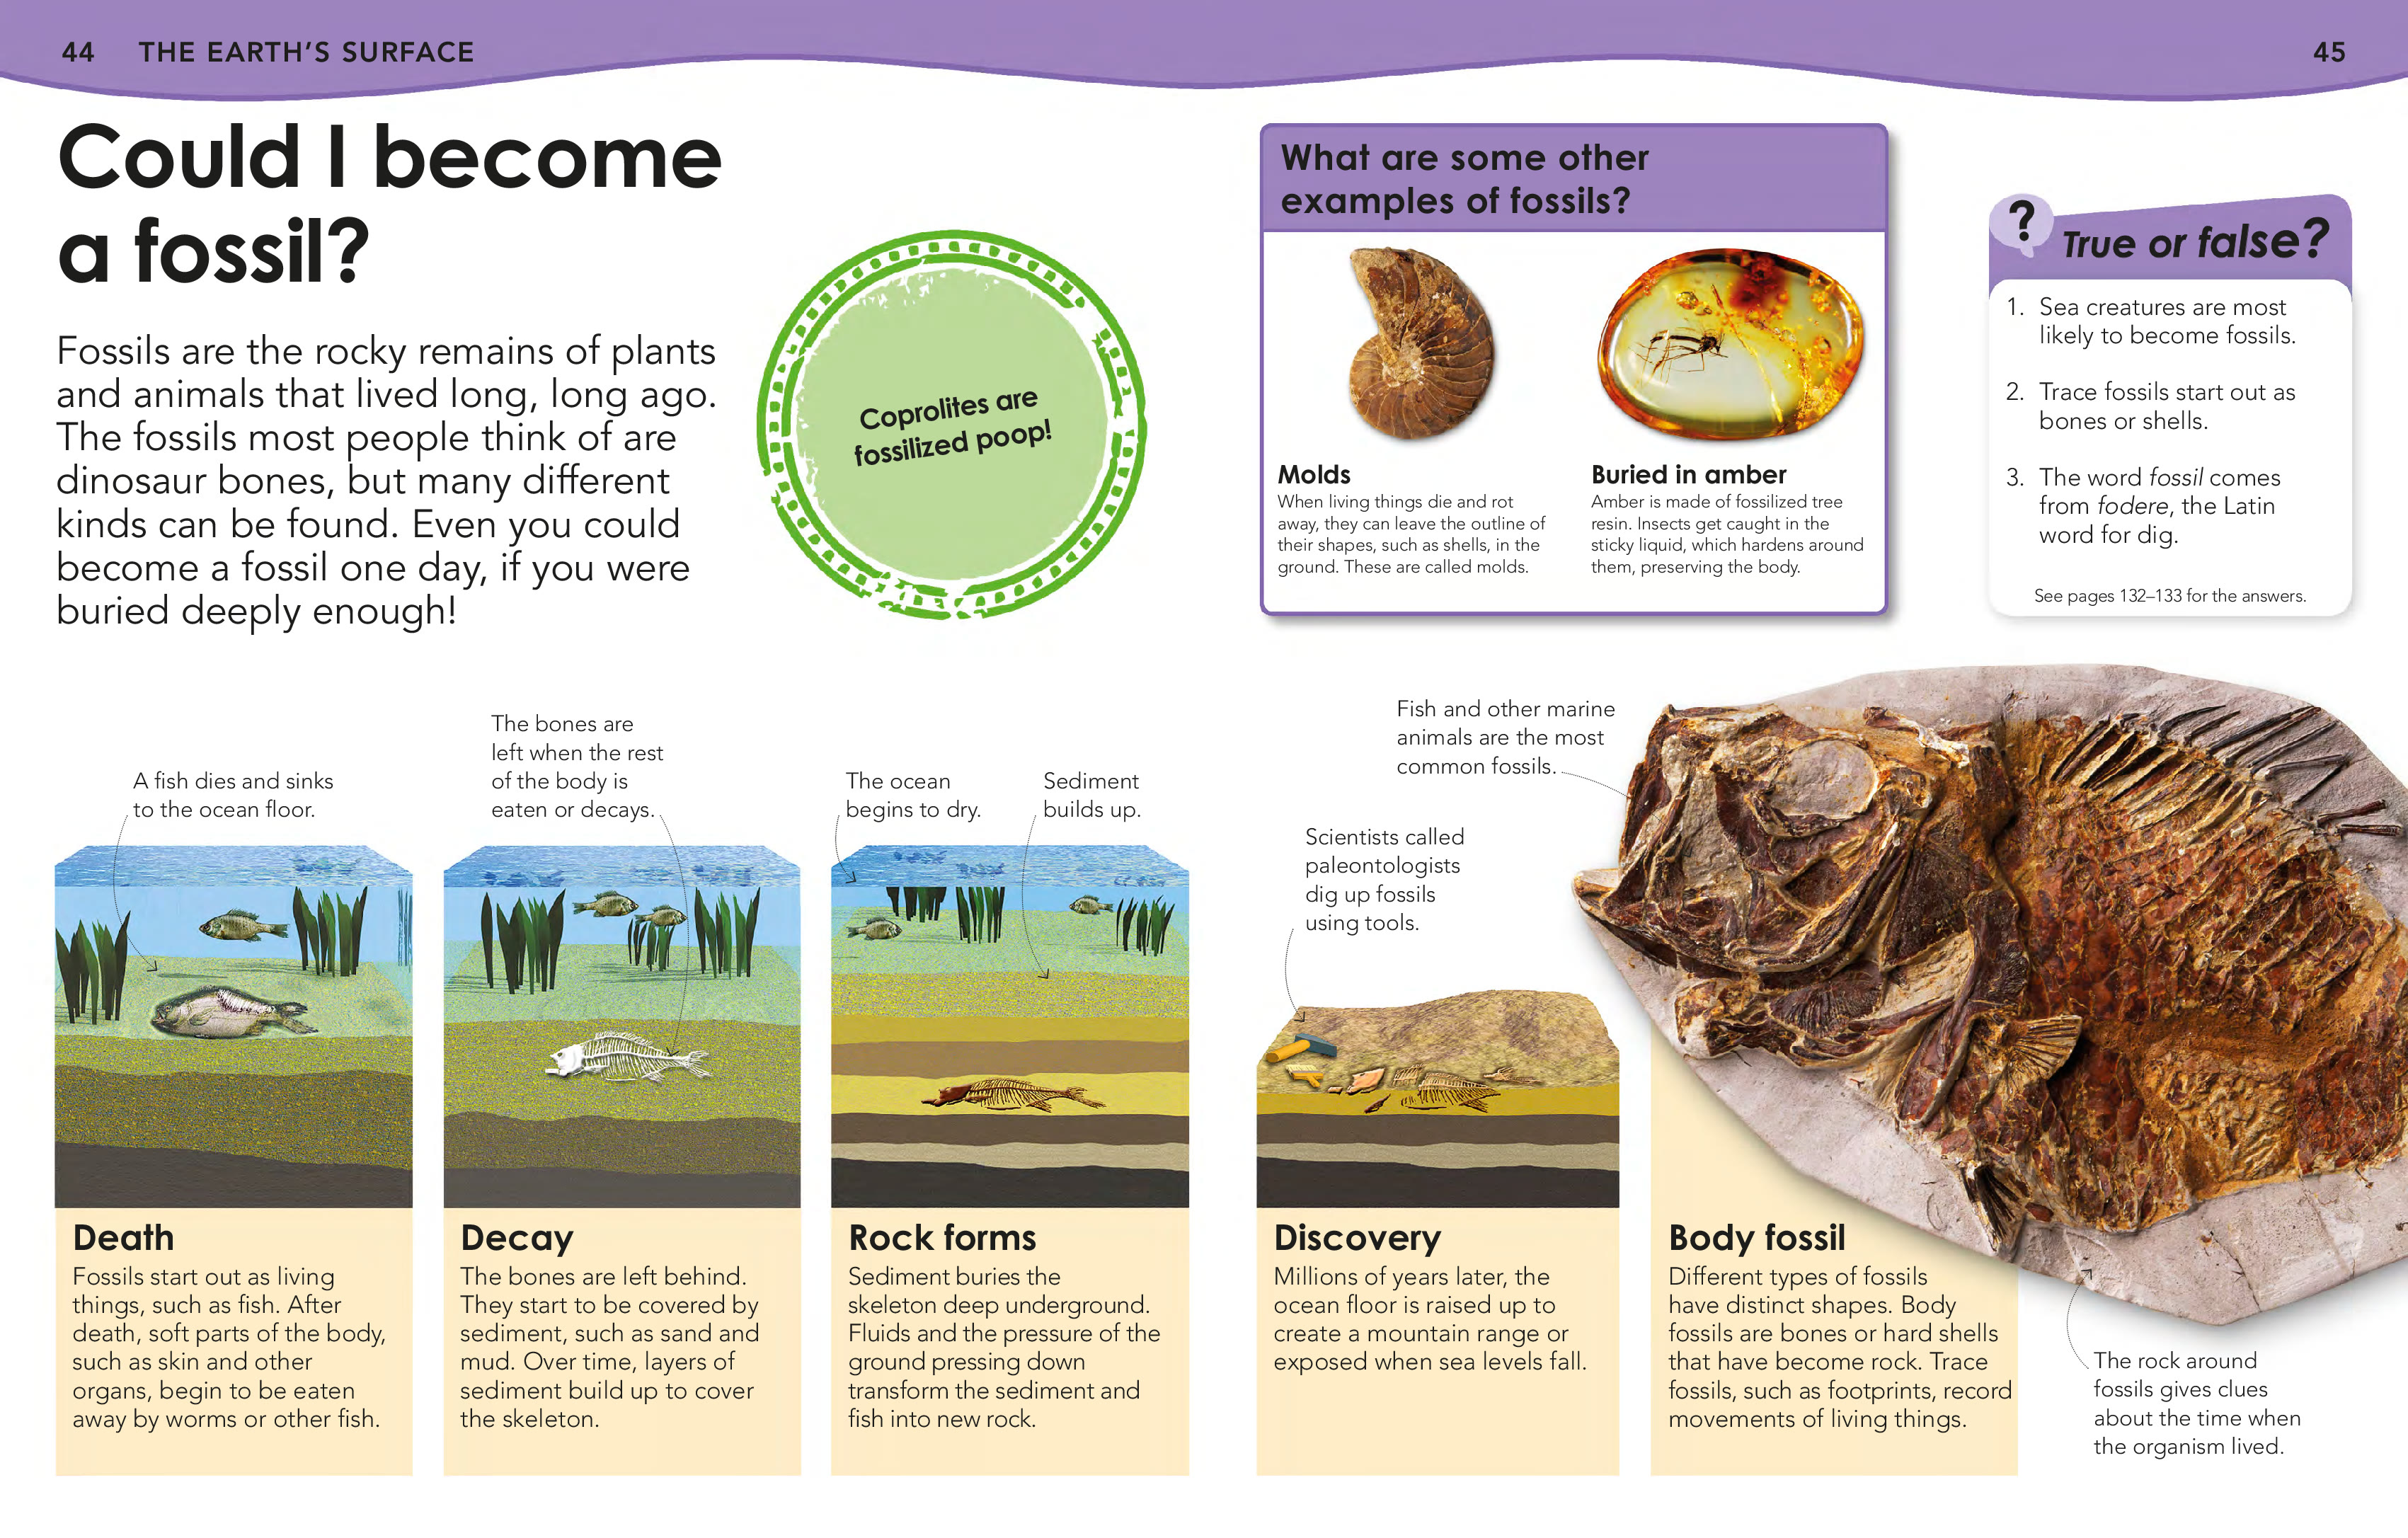 44 THE EARTH'S SURFACE
45
Could I become
a fossil?
Fossils are the rocky remains of plants
and animals that lived long, long ago.
The fossils most people think of are
dinosaur bones, but many different
kinds can be found. Even you could
become a fossil one day, if you were
buried deeply enough!
Coprolites are
fossilized poop!
What are some other
examples of fossils?
Molds
When living things die and rot
away, they can leave the outline of
their shapes, such as shells, in the
ground. These are called molds.
Buried in amber
Amber is made of fossilized tree
resin. Insects get caught in the
sticky liquid, which hardens around
them, preserving the body.
?
True or false?
1. Sea creatures are most
likely to become fossils.
2. Trace fossils start out as
bones or shells.
3. The word fossil comes
from fodere, the Latin
word for dig.
See pages 132–133 for the answers.
A fish dies and sinks
to the ocean floor.
The bones are
left when the rest
of the body is
eaten or decays.
The ocean
begins to dry.
Sediment
builds up.
Scientists called
paleontologists
dig up fossils
using tools.
Fish and other marine
animals are the most
common fossils.
Death
Fossils start out as living
things, such as fish. After
death, soft parts of the body,
such as skin and other
organs, begin to be eaten
away by worms or other fish.
Decay
The bones are left behind.
They start to be covered by
sediment, such as sand and
mud. Over time, layers of
sediment build up to cover
the skeleton.
Rock forms
Sediment buries the
skeleton deep underground.
Fluids and the pressure of the
ground pressing down
transform the sediment and
fish into new rock.
Discovery
Millions of years later, the
ocean floor is raised up to
create a mountain range or
exposed when sea levels fall.
Body fossil
Different types of fossils
have distinct shapes. Body
fossils are bones or hard shells
that have become rock. Trace
fossils, such as footprints, record
movements of living things.
The rock around
fossils gives clues
about the time when
the organism lived.